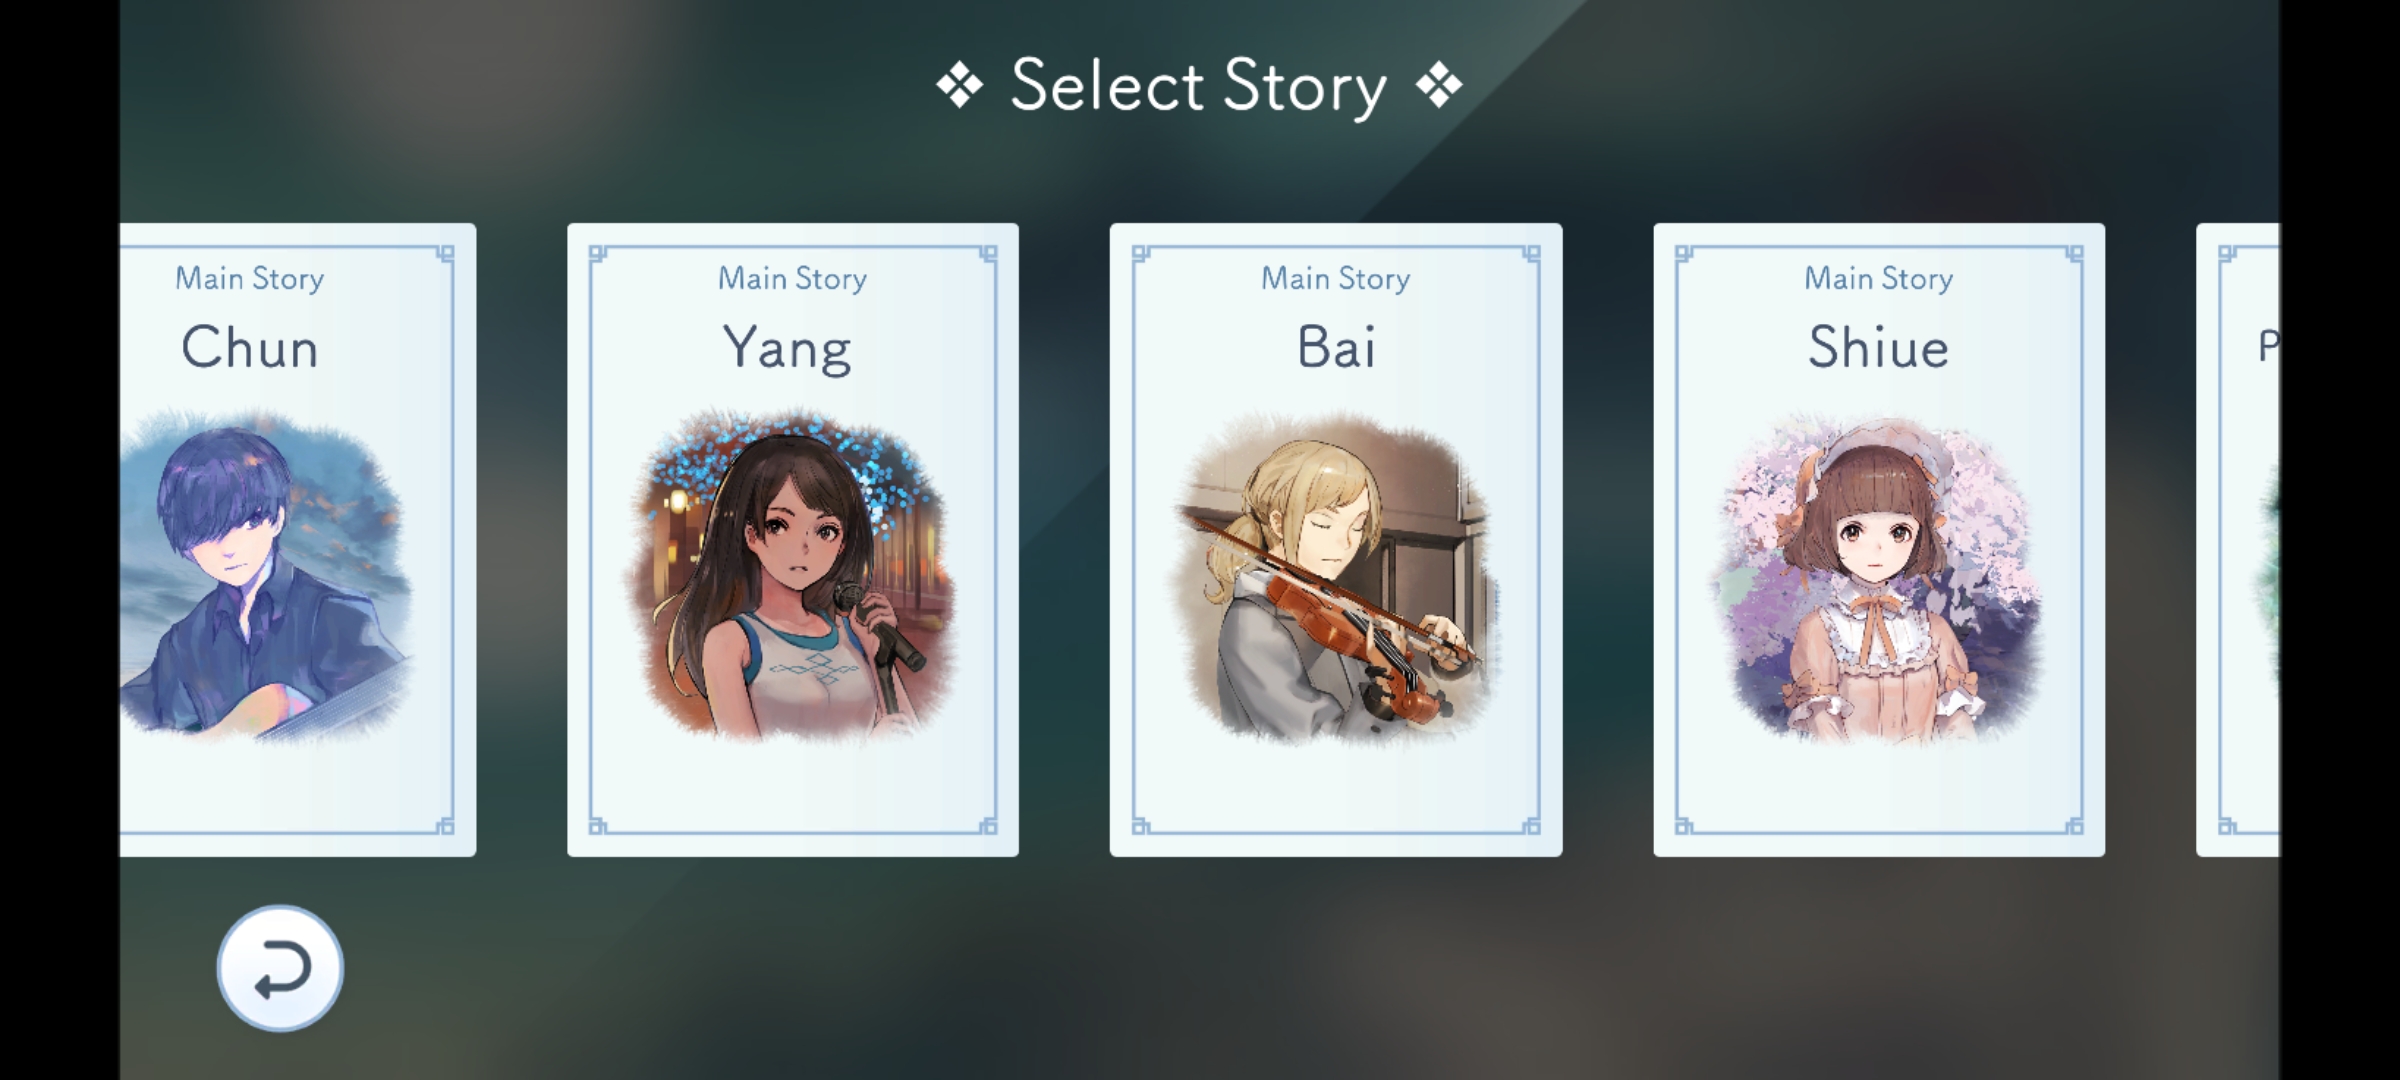 Select Story
Main Story
Chun
Main Story
Yang
Main Story
Bai
Main Story
Shiue
P